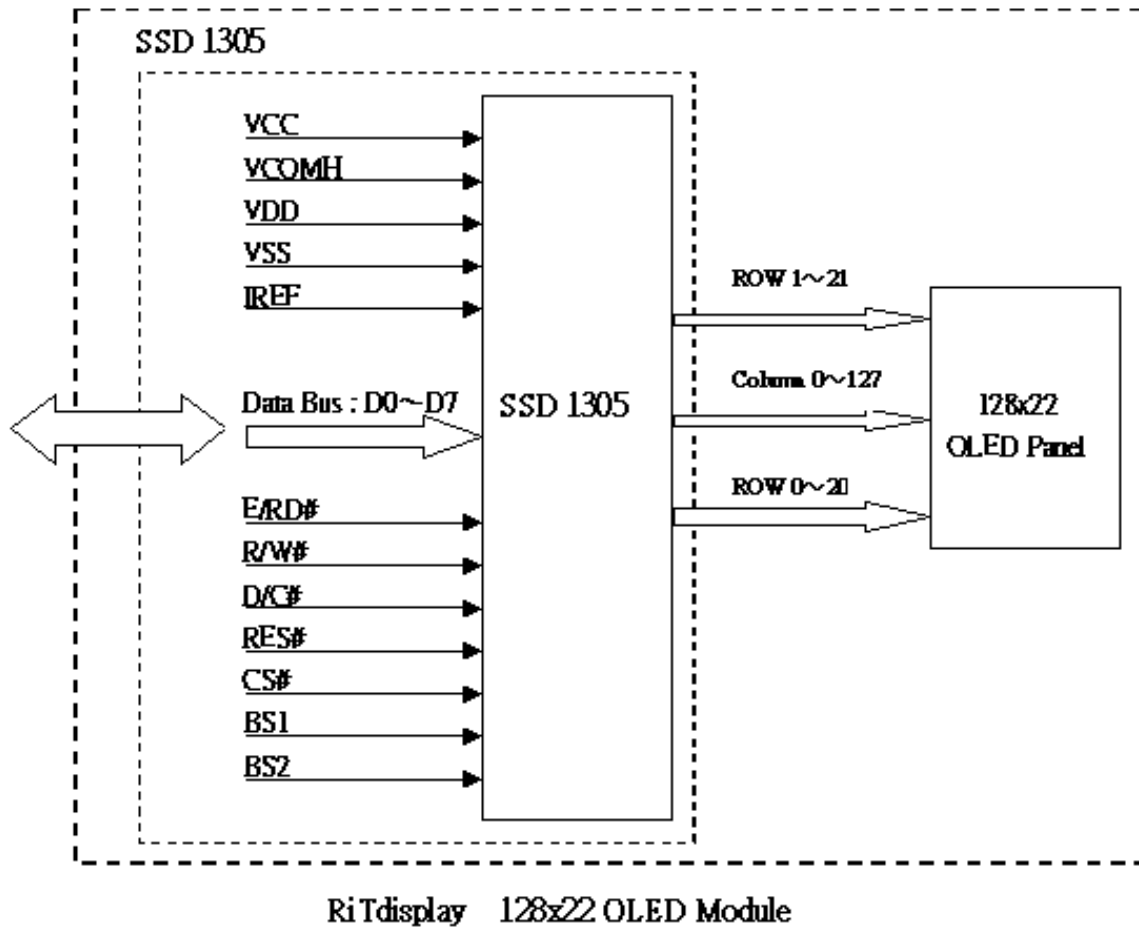 SSD 1305
VCC
VCOMH
VDD
VSS
IREF
Data Bus : D0～D7
E/RD#
R/W#
D/C#
RES#
CS#
BS1
BS2
SSD 1305
ROW 1～21
Column 0～127
ROW 0～20
128x22
OLED Panel
RiTdisplay 128x22 OLED Module